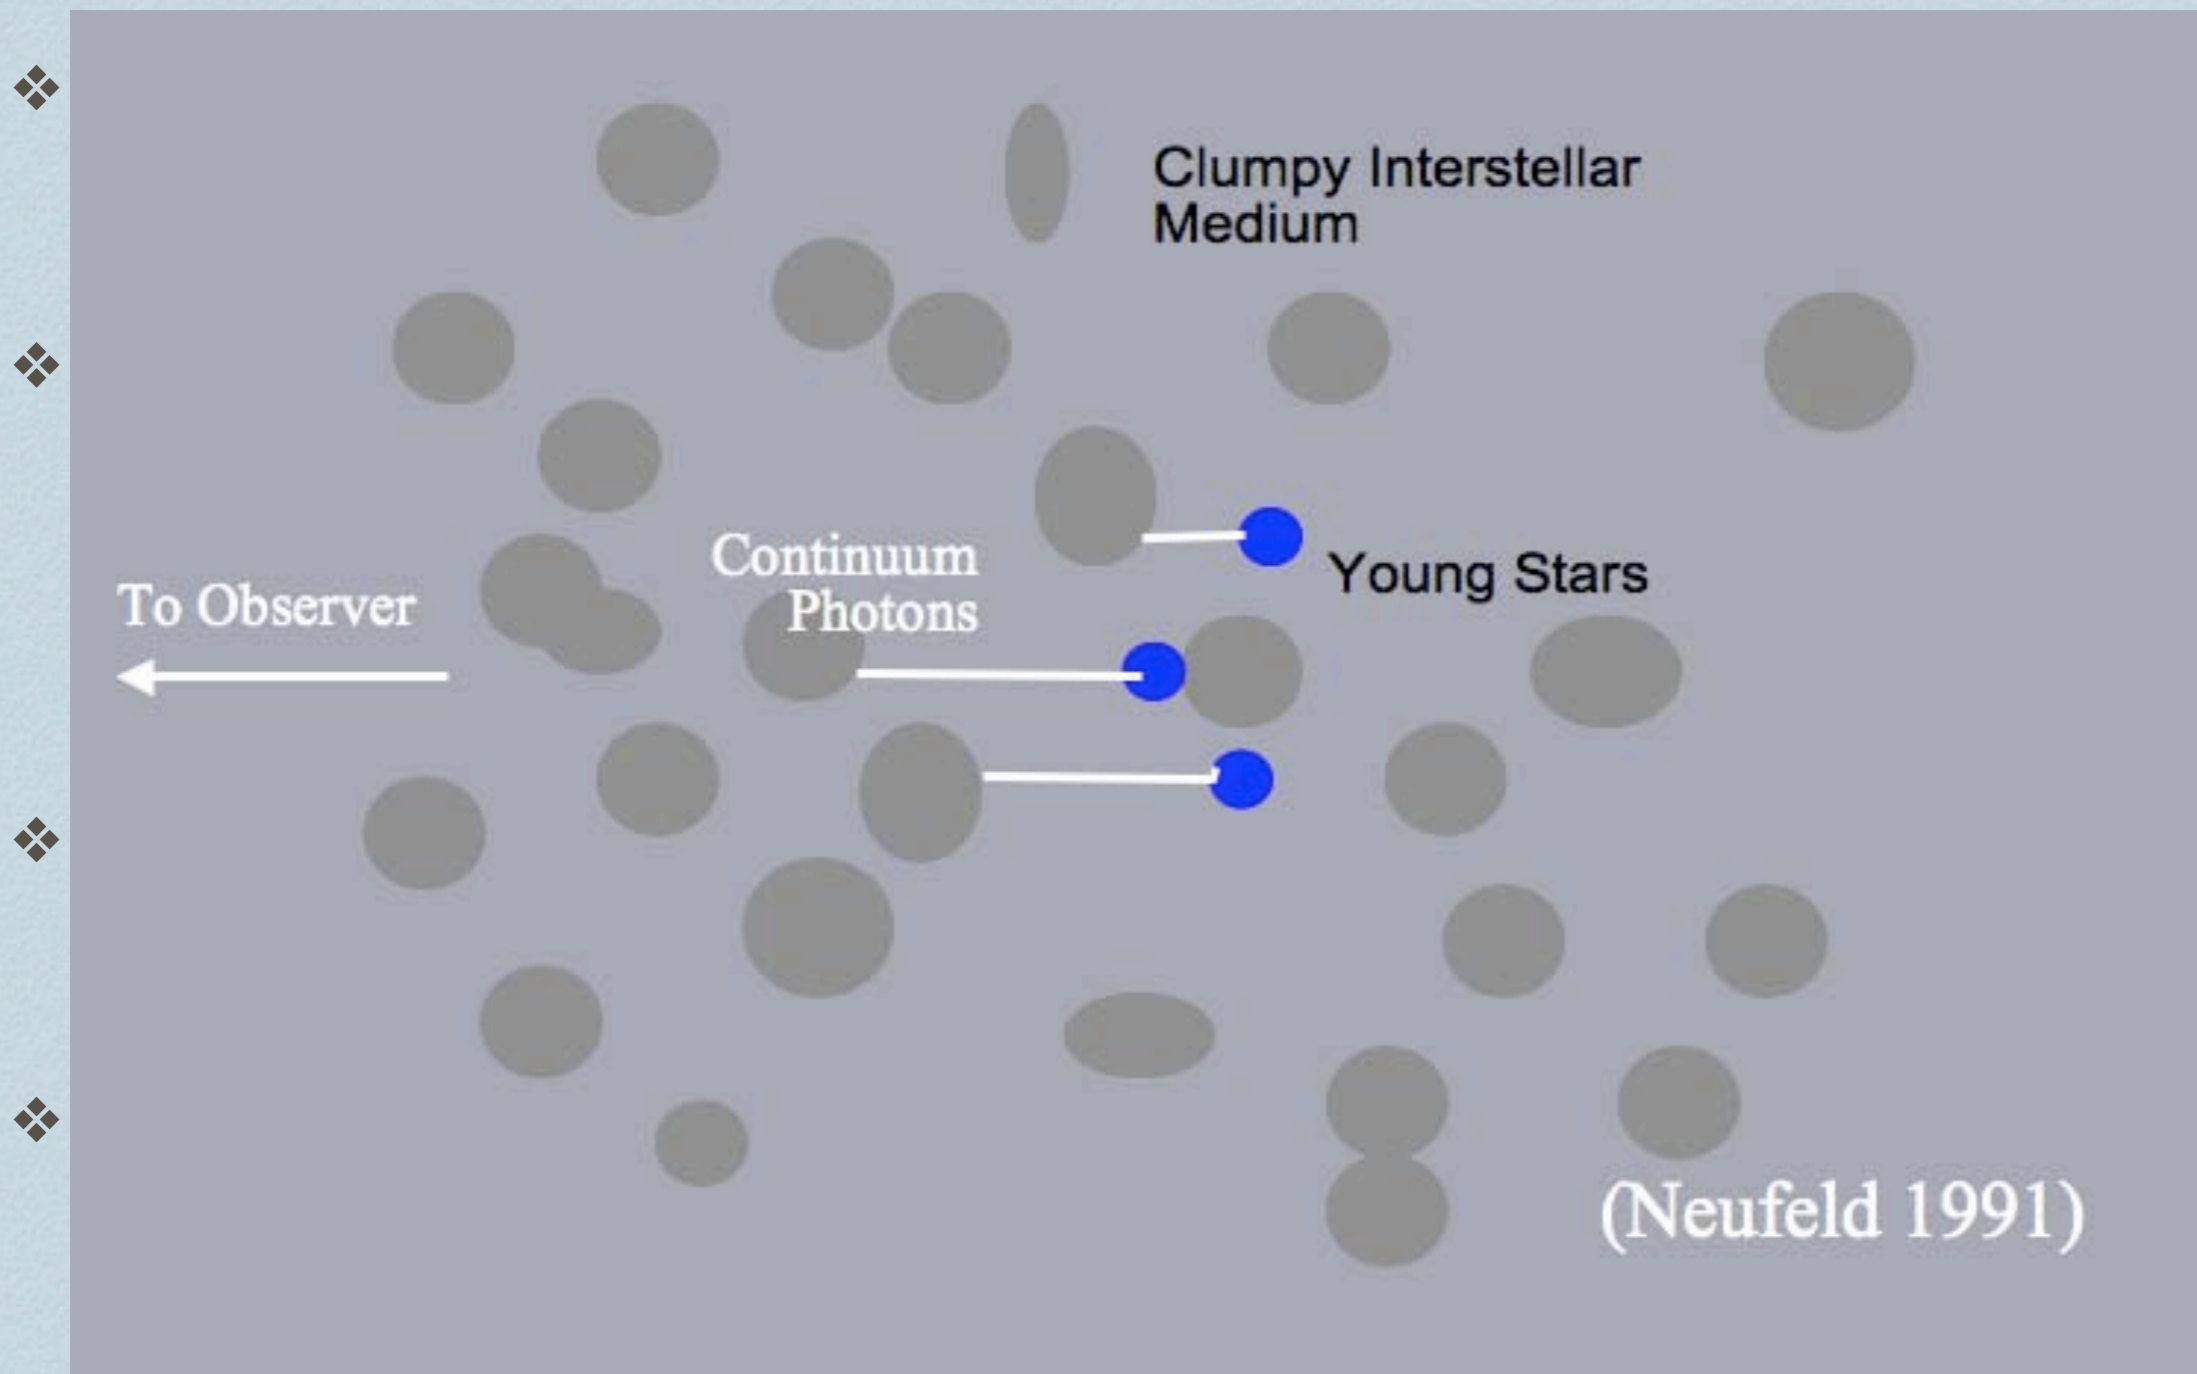 Clumpy Interstellar
Medium
Continuum
Photons
Young Stars
To Observer
(Neufeld 1991)